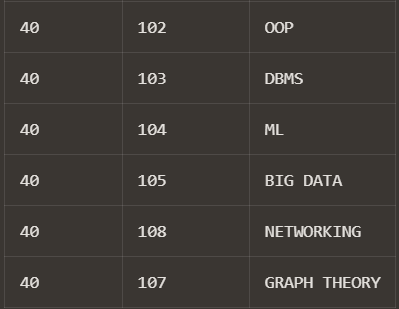 40 102 OOP
40 103 DBMS
40 104 ML
40 105 BIG DATA
40 108 NETWORKING
40 107 GRAPH THEORY